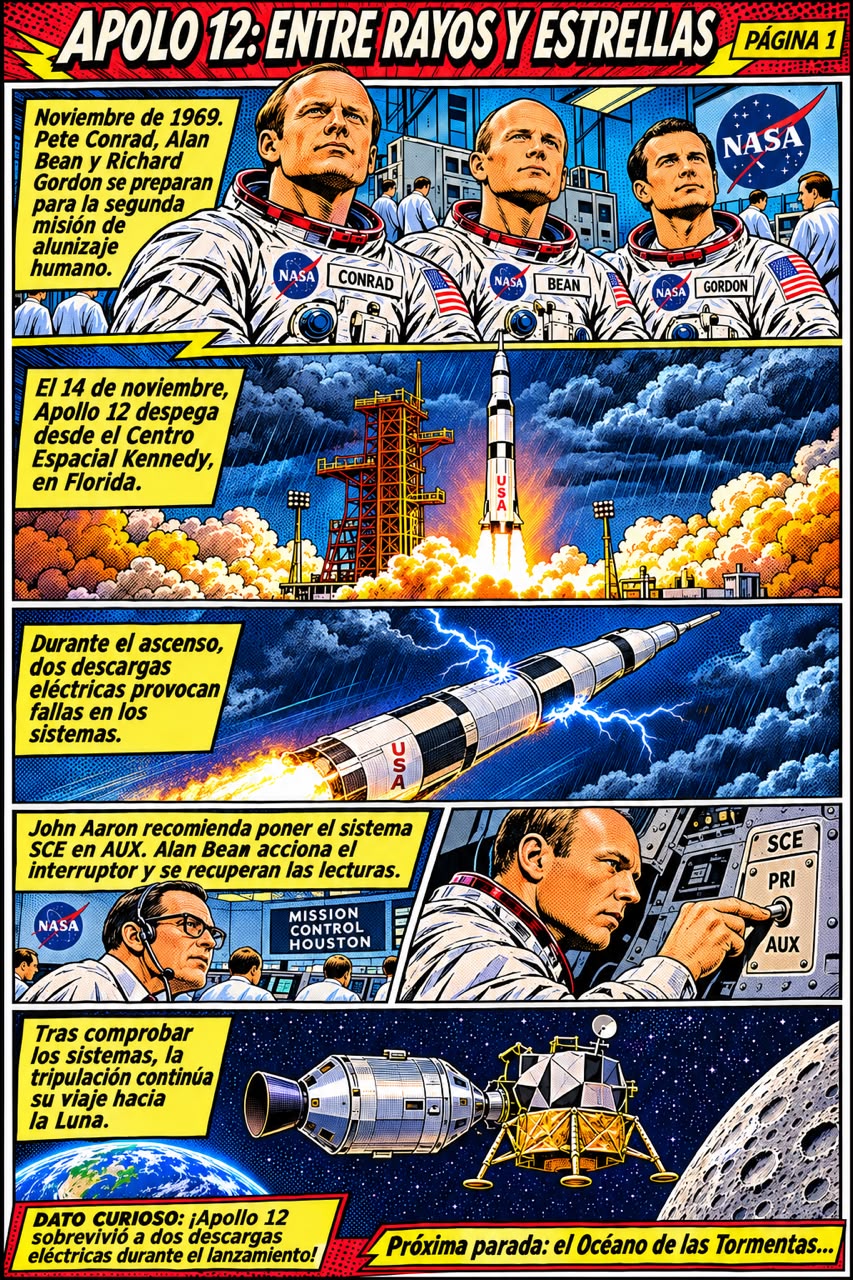 APOLO 12: ENTRE RAYOS Y ESTRELLAS
PÁGINA 1
Noviembre de 1969.
Pete Conrad, Alan
Bean y Richard
Gordon se preparan
para la segunda
misión de
alunizaje
humano.
NASA
NASA
CONRAD
NASA
BEAN
NASA
GORDON
El 14 de noviembre,
Apollo 12 despega
desde el Centro
Espacial Kennedy,
en Florida.
USA
Durante el ascenso,
dos descargas
eléctricas provocan
fallas en los
sistemas.
USA
John Aaron recomienda poner el sistema
SCE en AUX. Alan Bean acciona el
interruptor y se recuperan las lecturas.
NASA
MISSION
CONTROL
HOUSTON
SCE
PRI
AUX
Tras comprobar
los sistemas, la
tripulación continúa
su viaje hacia
la Luna.
DATO CURIOSO: ¡Apollo 12
sobrevivió a dos descargas
eléctricas durante el lanzamiento!
Próxima parada: el Océano de las Tormentas...